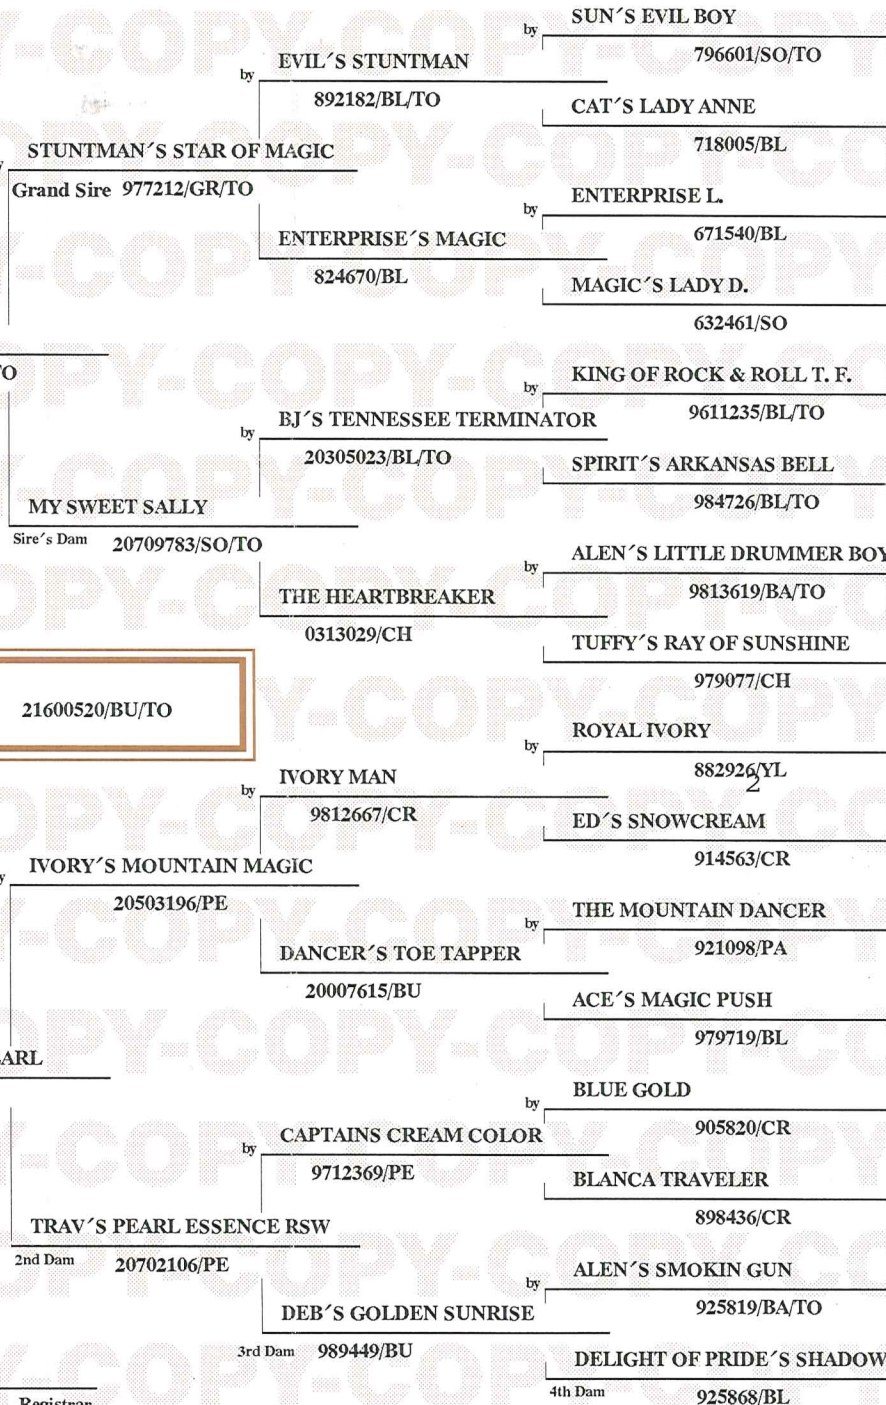 by
SUN´S EVIL BOY
796601/SO/TO
by
EVIL´S STUNTMAN
892182/BL/TO
CAT´S LADY ANNE
718005/BL
STUNTMAN´S STAR OF MAGIC
Grand Sire 977212/GR/TO
by
ENTERPRISE L.
671540/BL
ENTERPRISE´S MAGIC
824670/BL
MAGIC´S LADY D.
632461/SO
TO
by
KING OF ROCK & ROLL T. F.
9611235/BL/TO
by
BJ´S TENNESSEE TERMINATOR
20305023/BL/TO
SPIRIT´S ARKANSAS BELL
984726/BL/TO
MY SWEET SALLY
Sire´s Dam 20709783/SO/TO
by
ALEN´S LITTLE DRUMMER BOY
9813619/BA/TO
THE HEARTBREAKER
0313029/CH
TUFFY´S RAY OF SUNSHINE
979077/CH
21600520/BU/TO
by
ROYAL IVORY
882926/YL
2
by
IVORY MAN
9812667/CR
ED´S SNOWCREAM
914563/CR
IVORY´S MOUNTAIN MAGIC
20503196/PE
by
THE MOUNTAIN DANCER
921098/PA
DANCER´S TOE TAPPER
20007615/BU
ACE´S MAGIC PUSH
979719/BL
EARL
by
BLUE GOLD
905820/CR
by
CAPTAINS CREAM COLOR
9712369/PE
BLANCA TRAVELER
898436/CR
TRAV´S PEARL ESSENCE RSW
2nd Dam 20702106/PE
by
ALEN´S SMOKIN GUN
925819/BA/TO
DEB´S GOLDEN SUNRISE
3rd Dam 989449/BU
DELIGHT OF PRIDE´S SHADOW
4th Dam 925868/BL
Registrar